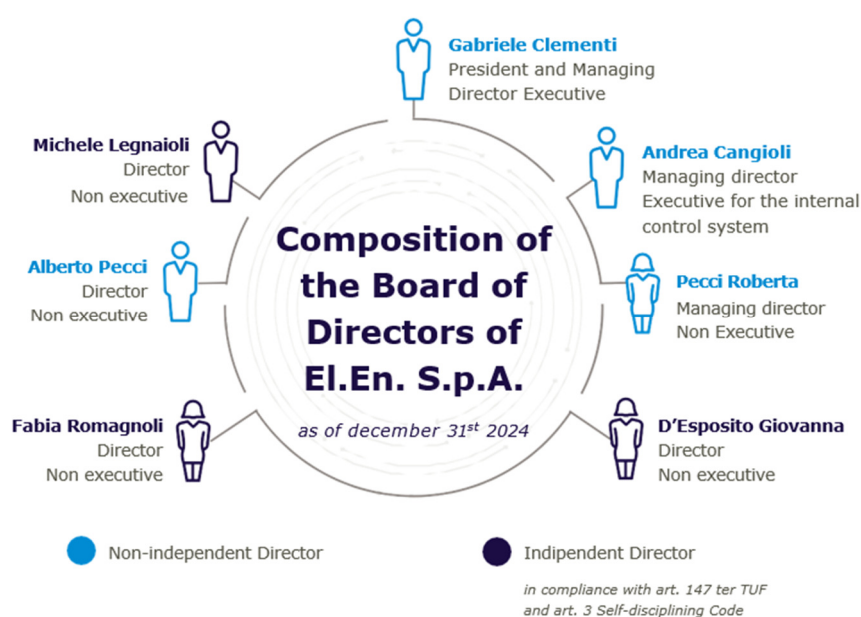 Gabriele Clementi
President and Managing
Director Executive
Michele Legnaioli
Director
Non executive
Andrea Cangioli
Managing director
Executive for the internal
control system
Alberto Pecci
Director
Non executive
Pecci Roberta
Managing director
Non Executive
Composition of
the Board of
Directors of
El.En. S.p.A.
as of december 31st 2024
Fabia Romagnoli
Director
Non executive
D'Esposito Giovanna
Director
Non executive
Non-independent Director
Indipendent Director
in compliance with art. 147 ter TUF
and art. 3 Self-disciplining Code